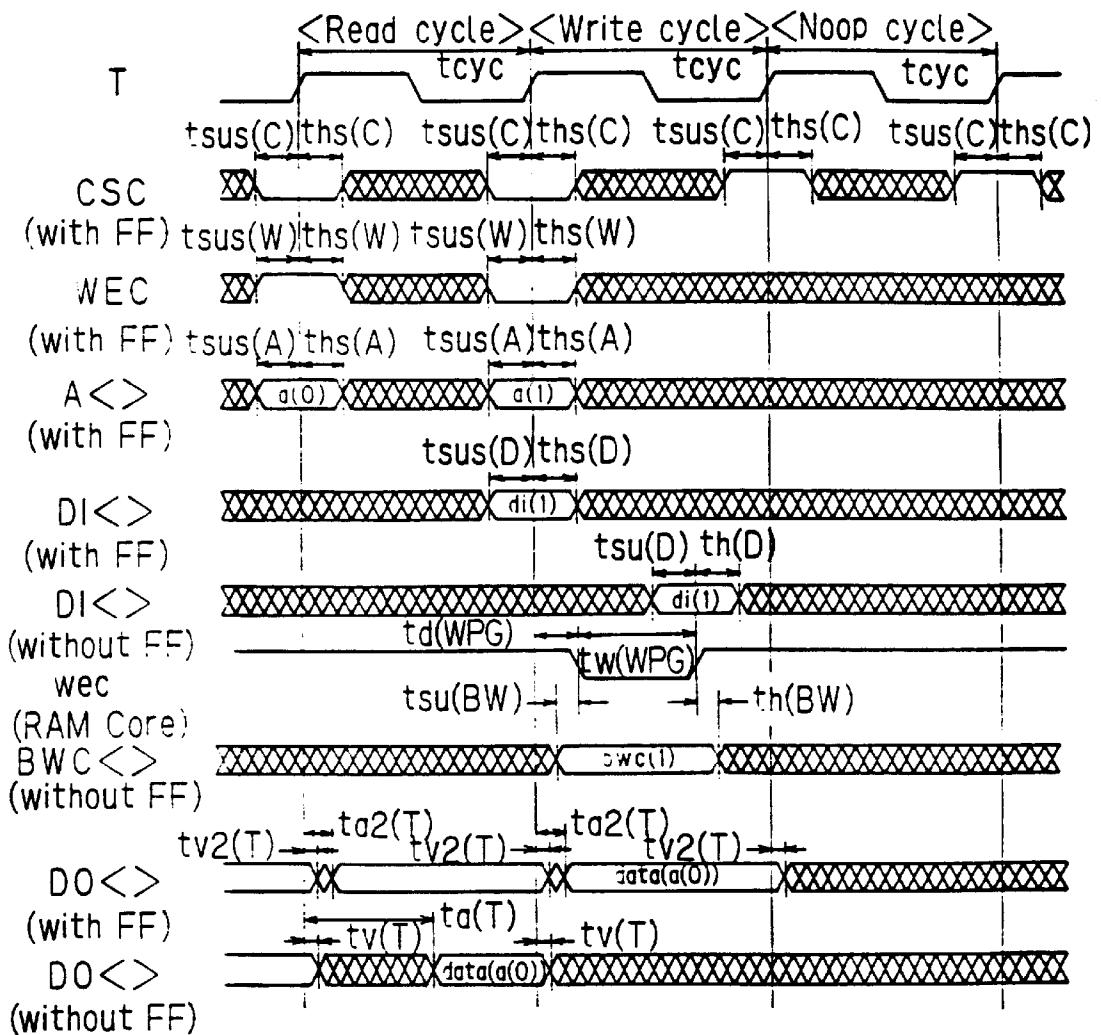 <Read cycle> <Write cycle> <Noop cycle>
tcyc tcyc tcyc
T
tsus(C) ths(C) tsus(C) ths(C) tsus(C) ths(C) tsus(C) ths(C)
CSC
(with FF)
tsus(W) ths(W) tsus(W) ths(W)
WEC
(with FF)
tsus(A) ths(A) tsus(A) ths(A)
A<> a(0) a(1)
(with FF)
tsus(D) ths(D)
DI<> di(1)
(with FF)
tsu(D) th(D)
DI<> di(1)
(without FF)
td(WPG)
tw(WPG)
wec
(RAM Core)
tsu(BW) th(BW)
BWC<> bwc(1)
(without FF)
ta2(T) ta2(T)
tv2(T) tv2(T) tv2(T)
DO<> data(a(0))
(with FF)
ta(T)
tv(T) tv(T)
DO<> data(a(0))
(without FF)